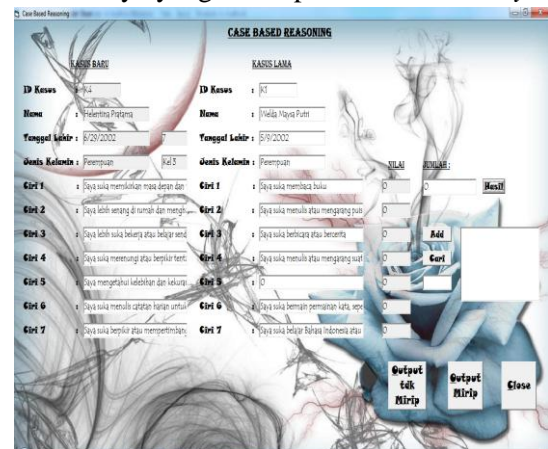 Case Based Reasoning
CASE BASED REASONING
KASUS BARU KASUS LAMA
ID Kasus : K4 ID Kasus : K1
Nama : Helentina Pratama Nama : Welda Maysa Putri
Tanggal Lahir : 6/29/2002 7 Tanggal Lahir : 5/9/2002
Jenis Kelamin : Perempuan Kel 3 Jenis Kelamin : Perempuan NILAI JUMLAH :
Ciri 1 : Saya suka memikirkan masa depan dan Ciri 1 : Saya suka membaca buku 0 0 Hasil
Ciri 2 : Saya lebih senang di rumah dan mengh Ciri 2 : Saya suka menulis atau mengarang puis 0
Ciri 3 : Saya lebih suka bekerja atau belajar send Ciri 3 : Saya suka berbicara atau bercerita 0 Add
Ciri 4 : Saya suka merenungi atau berpikir tent Ciri 4 : Saya suka menulis atau mengarang suat 0 Cari
Ciri 5 : Saya mengetahui kelebihan dan kekura Ciri 5 : 0 0
Ciri 6 : Saya suka menulis catatan harian untuk Ciri 6 : Saya suka bermain permainan kata, sepe 0
Ciri 7 : Saya suka berpikir atau mempertimbang Ciri 7 : Saya suka belajar Bahasa Indonesia atau 0
Output tdk Mirip Output Mirip Close